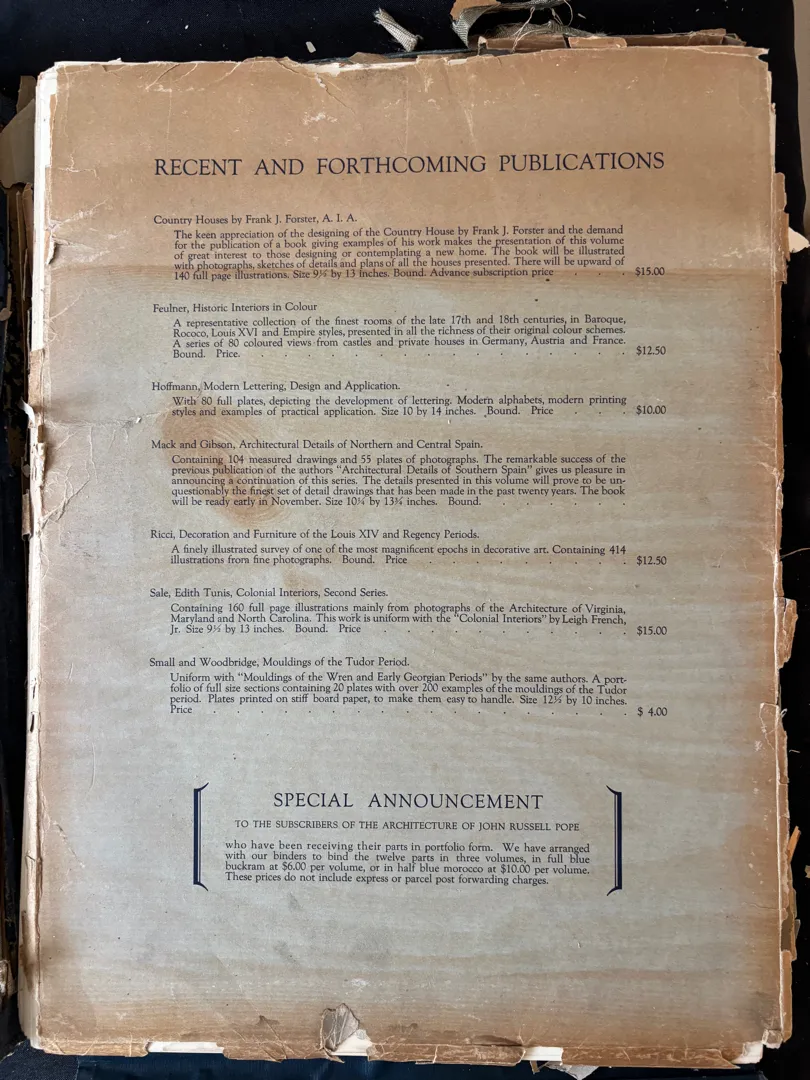 RECENT AND FORTHCOMING PUBLICATIONS
Country Houses by Frank J. Forster, A. I. A.
The keen appreciation of the designing of the Country House by Frank J. Forster and the demand
for the publication of a book giving examples of his work makes the presentation of this volume
of great interest to those designing or contemplating a new home. The book will be illustrated
with photographs, sketches of details and plans of all the houses presented. There will be upward of
140 full page illustrations. Size 9½ by 13 inches. Bound. Advance subscription price . . . $15.00
Feulner, Historic Interiors in Colour
A representative collection of the finest rooms of the late 17th and 18th centuries, in Baroque,
Rococo, Louis XVI and Empire styles, presented in all the richness of their original colour schemes.
A series of 80 coloured views from castles and private houses in Germany, Austria and France.
Bound. Price. . . . . . . . . . . . . . . . . $12.50
Hoffmann, Modern Lettering, Design and Application.
With 80 full plates, depicting the development of lettering. Modern alphabets, modern printing
styles and examples of practical application. Size 10 by 14 inches. Bound. Price . . . $10.00
Mack and Gibson, Architectural Details of Northern and Central Spain.
Containing 104 measured drawings and 55 plates of photographs. The remarkable success of the
previous publication of the authors "Architectural Details of Southern Spain" gives us pleasure in
announcing a continuation of this series. The details presented in this volume will prove to be un-
questionably the finest set of detail drawings that has been made in the past twenty years. The book
will be ready early in November. Size 10¼ by 13¾ inches. Bound. . . . . . .
Ricci, Decoration and Furniture of the Louis XIV and Regency Periods.
A finely illustrated survey of one of the most magnificent epochs in decorative art. Containing 414
illustrations from fine photographs. Bound. Price . . . . . . . . . $12.50
Sale, Edith Tunis, Colonial Interiors, Second Series.
Containing 160 full page illustrations mainly from photographs of the Architecture of Virginia,
Maryland and North Carolina. This work is uniform with the "Colonial Interiors" by Leigh French,
Jr. Size 9½ by 13 inches. Bound. Price . . . . . . . . . . . $15.00
Small and Woodbridge, Mouldings of the Tudor Period.
Uniform with "Mouldings of the Wren and Early Georgian Periods" by the same authors. A port-
folio of full size sections containing 20 plates with over 200 examples of the mouldings of the Tudor
period. Plates printed on stiff board paper, to make them easy to handle. Size 12½ by 10 inches.
Price . . . . . . . . . . . . . . . . . . $ 4.00
SPECIAL ANNOUNCEMENT
TO THE SUBSCRIBERS OF THE ARCHITECTURE OF JOHN RUSSELL POPE
who have been receiving their parts in portfolio form. We have arranged
with our binders to bind the twelve parts in three volumes, in full blue
buckram at $6.00 per volume, or in half blue morocco at $10.00 per volume.
These prices do not include express or parcel post forwarding charges.